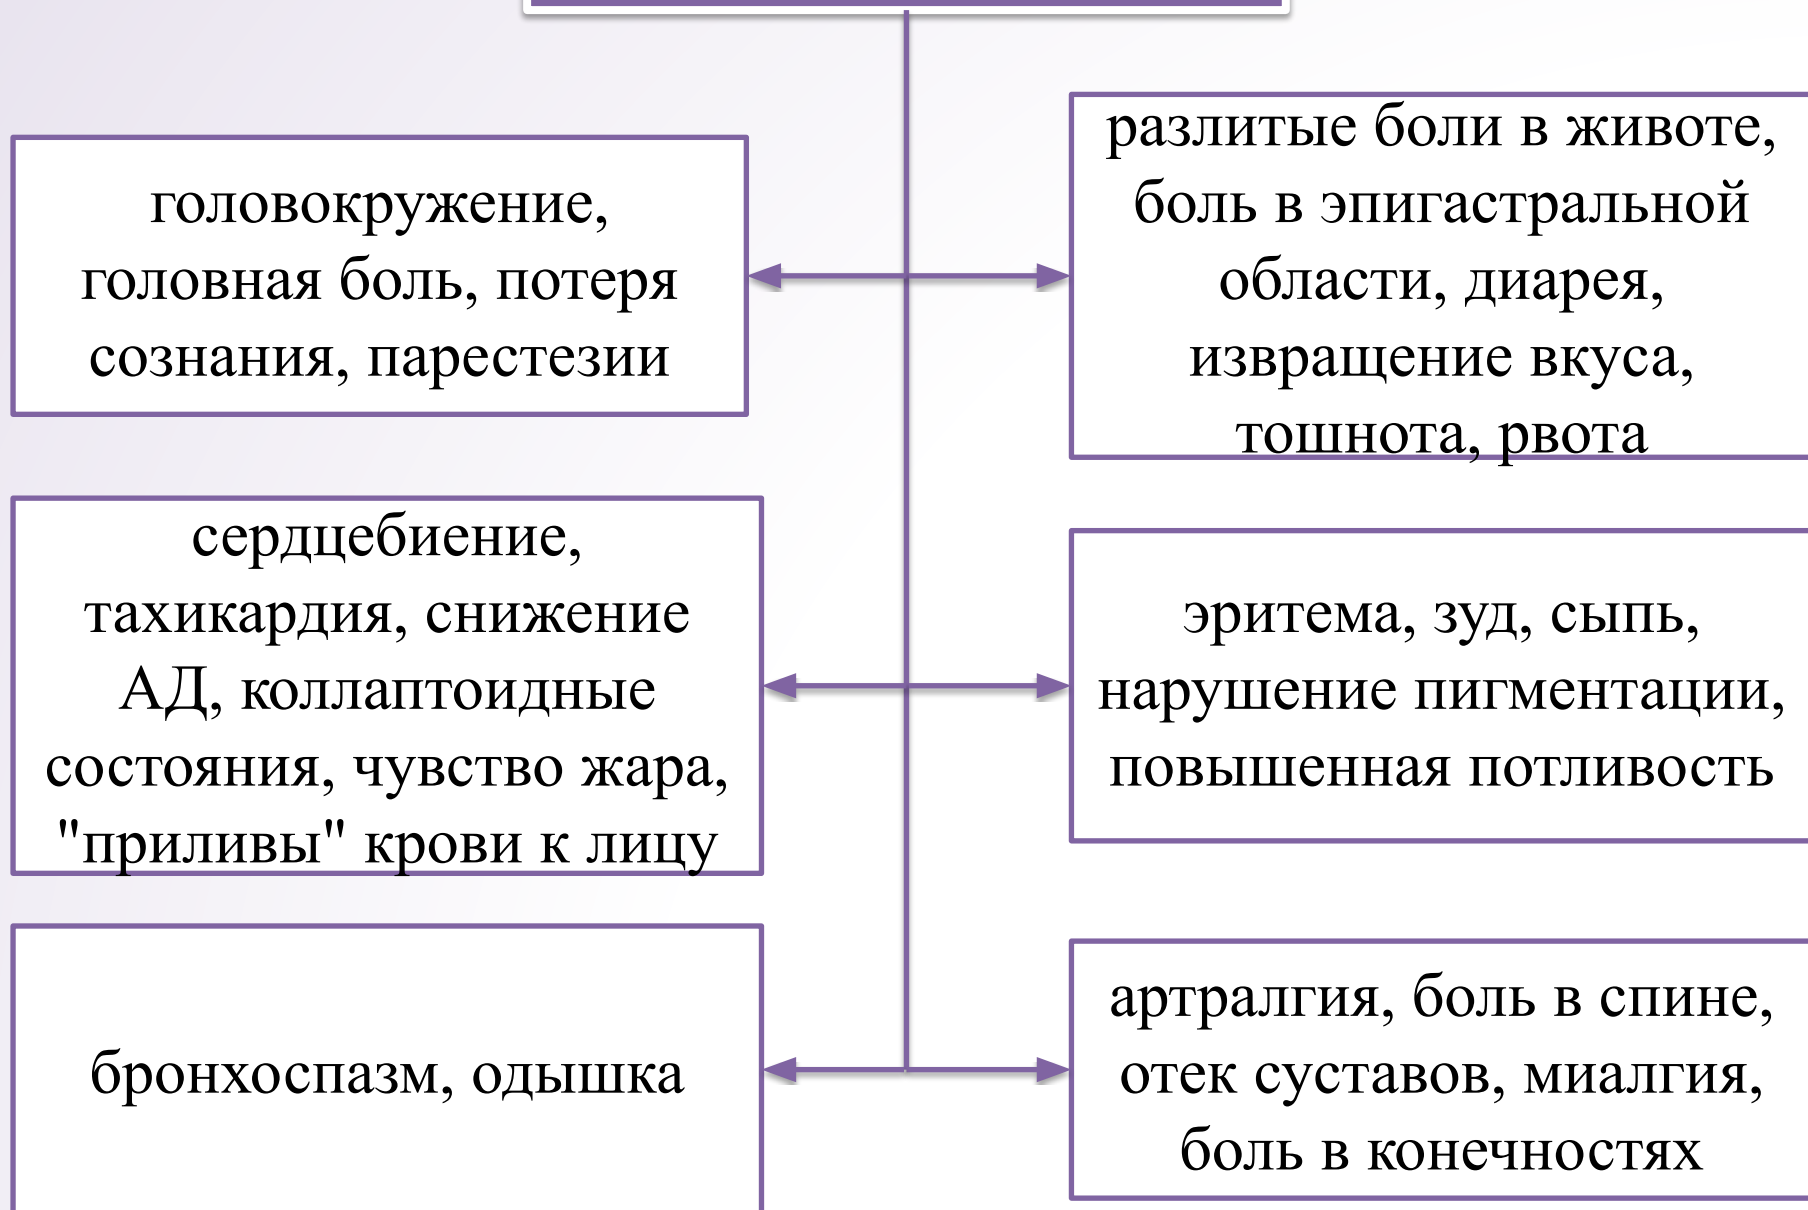 головокружение,
головная боль, потеря
сознания, парестезии
разлитые боли в животе,
боль в эпигастральной
области, диарея,
извращение вкуса,
тошнота, рвота
сердцебиение,
тахикардия, снижение
АД, коллаптоидные
состояния, чувство жара,
"приливы" крови к лицу
эритема, зуд, сыпь,
нарушение пигментации,
повышенная потливость
бронхоспазм, одышка
артралгия, боль в спине,
отек суставов, миалгия,
боль в конечностях